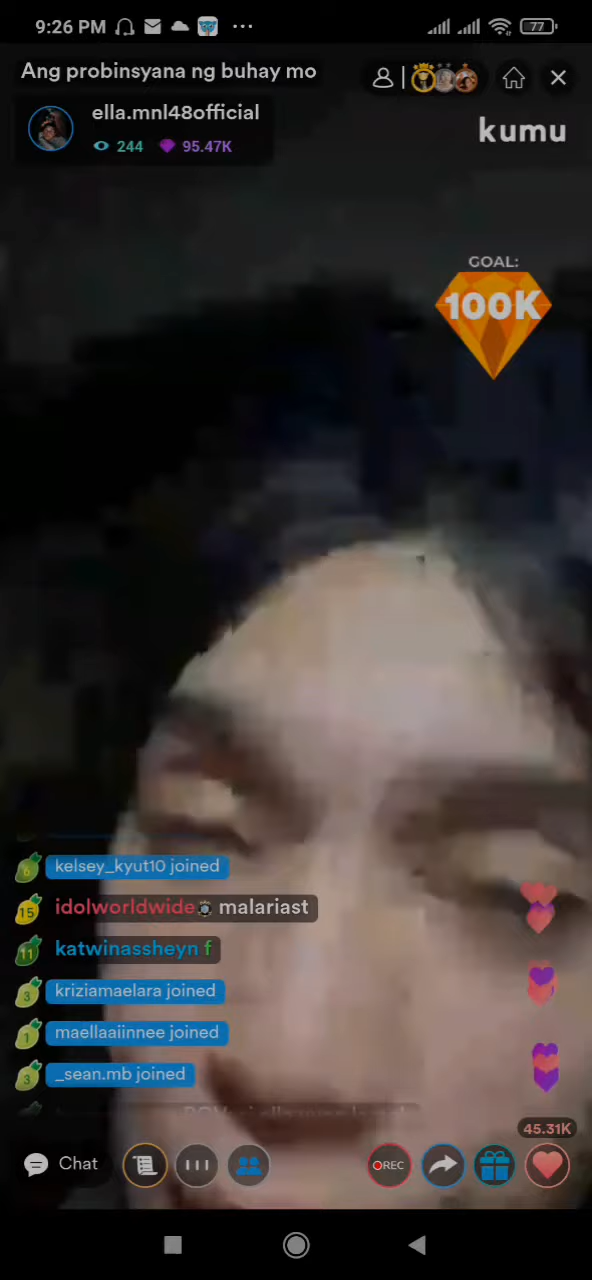 9:26 PM
77
Ang probinsyana ng buhay mo
ella.mnl48official
244
95.47K
kumu
GOAL:
100K
6
kelsey_kyut10 joined
15
idolworldwide malariast
11
katwinassheyn f
3
kriziamaelara joined
1
maellaaiinnee joined
3
_sean.mb joined
45.31K
Chat
REC